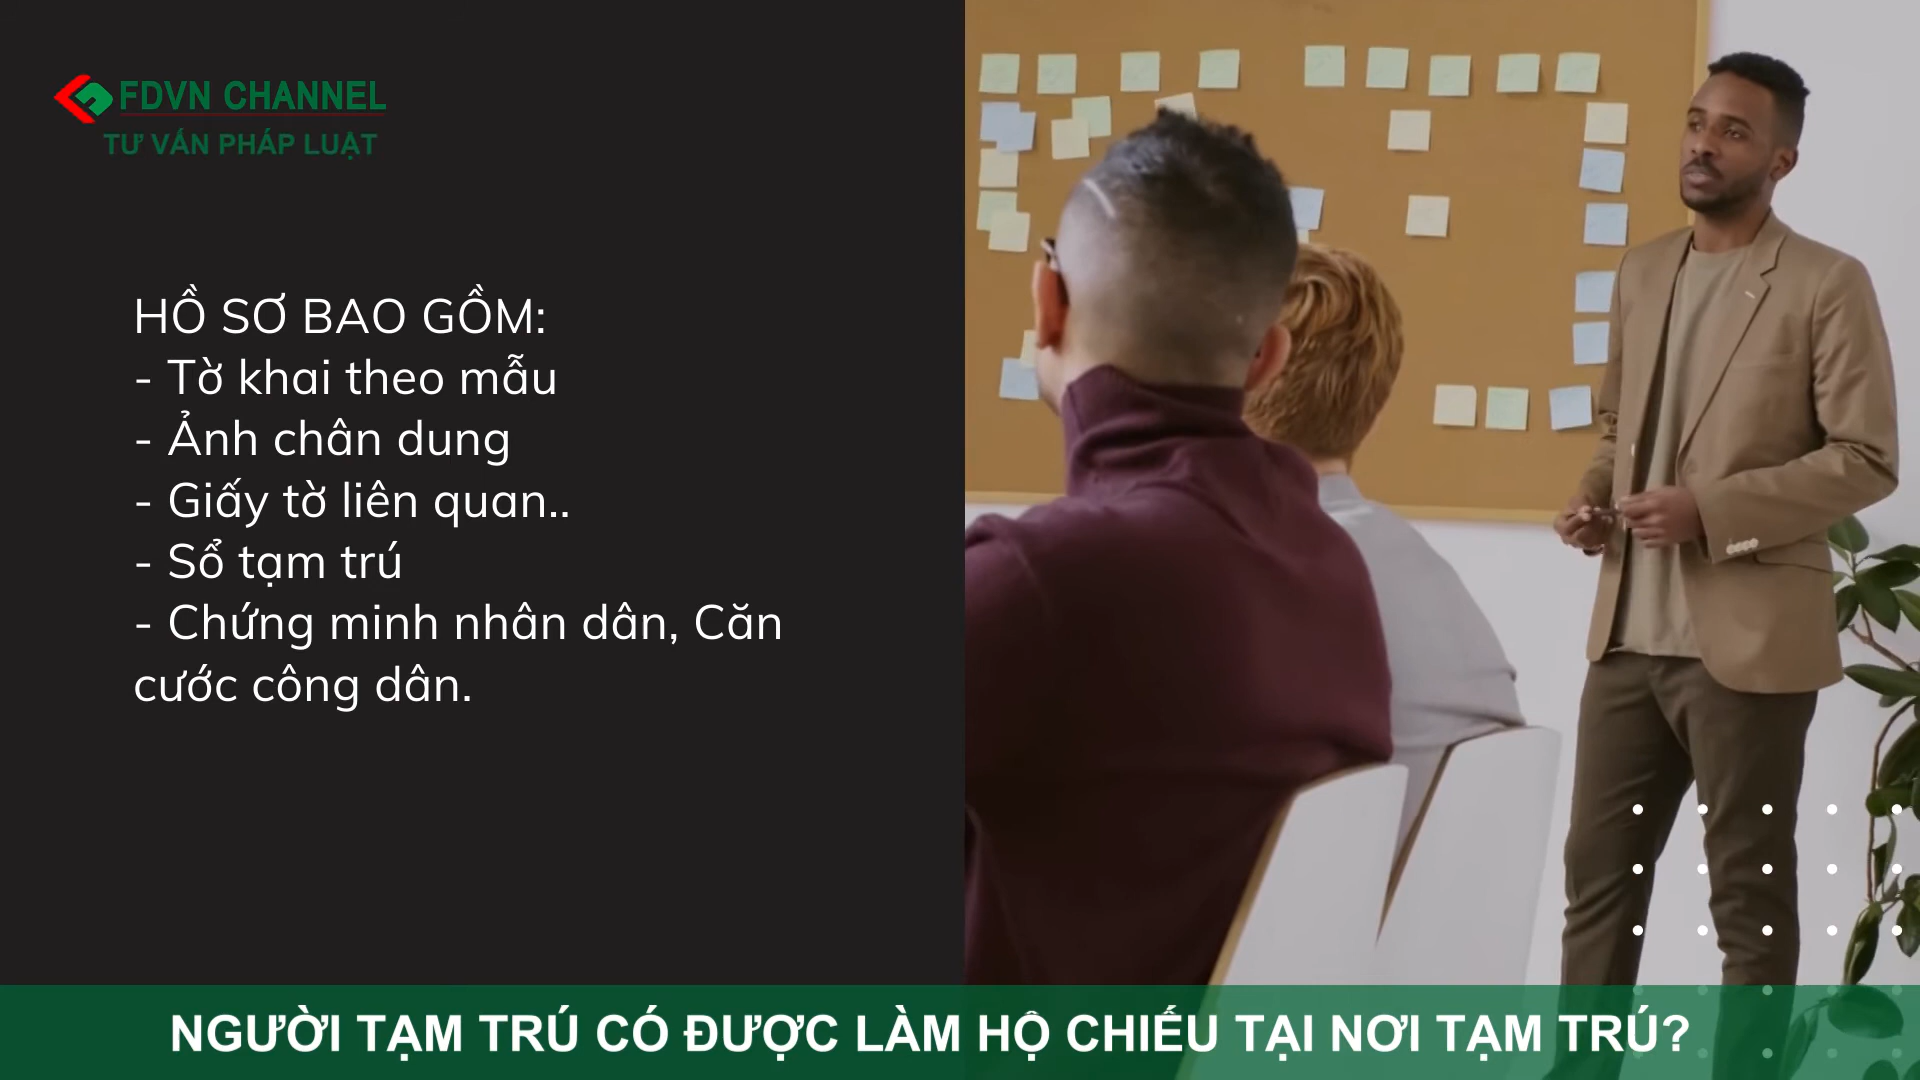 FDVN CHANNEL
TƯ VẤN PHÁP LUẬT
HỒ SƠ BAO GỒM:
- Tờ khai theo mẫu
- Ảnh chân dung
- Giấy tờ liên quan..
- Sổ tạm trú
- Chứng minh nhân dân, Căn
cước công dân.
NGƯỜI TẠM TRÚ CÓ ĐƯỢC LÀM HỘ CHIẾU TẠI NƠI TẠM TRÚ?